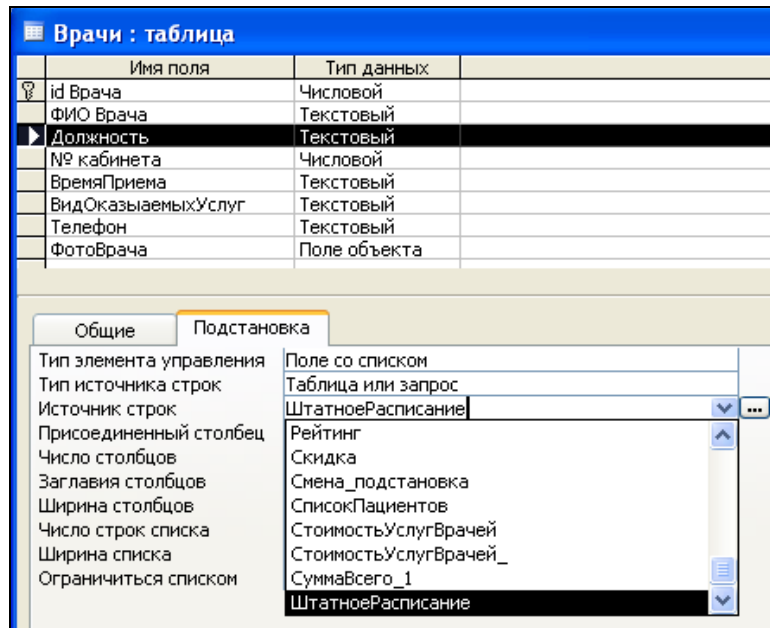 Врачи : таблица
Имя поля Тип данных
id Врача Числовой
ФИО Врача Текстовый
Должность Текстовый
№ кабинета Числовой
ВремяПриема Текстовый
ВидОказыаемыхУслуг Текстовый
Телефон Текстовый
ФотоВрача Поле объекта
Общие Подстановка
Тип элемента управления Поле со списком
Тип источника строк Таблица или запрос
Источник строк ШтатноеРасписание ...
Присоединенный столбец Рейтинг
Число столбцов Скидка
Заглавия столбцов Смена_подстановка
Ширина столбцов СписокПациентов
Число строк списка СтоимостьУслугВрачей
Ширина списка СтоимостьУслугВрачей_
Ограничиться списком СуммаВсего_1
ШтатноеРасписание